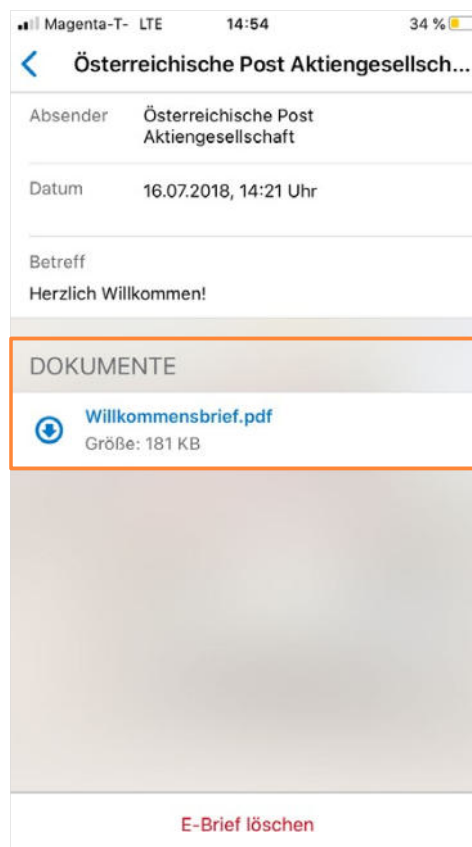 Magenta-T- LTE 14:54 34 %
Österreichische Post Aktiengesellsch...
Absender Österreichische Post
Aktiengesellschaft
Datum 16.07.2018, 14:21 Uhr
Betreff
Herzlich Willkommen!
DOKUMENTE
Willkommensbrief.pdf
Größe: 181 KB
E-Brief löschen